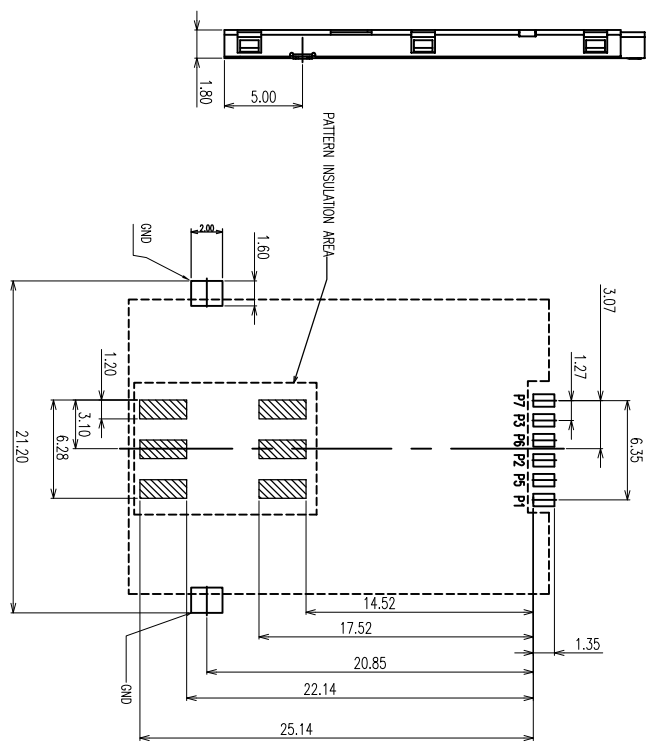 1.80
5.00
PATTERN INSULATION AREA
GND
2.00
1.60
3.07
1.27
6.35
P7
P3
P6
P2
P5
P1
1.20
3.10
6.28
21.20
14.52
17.52
20.85
22.14
25.14
1.35
GND